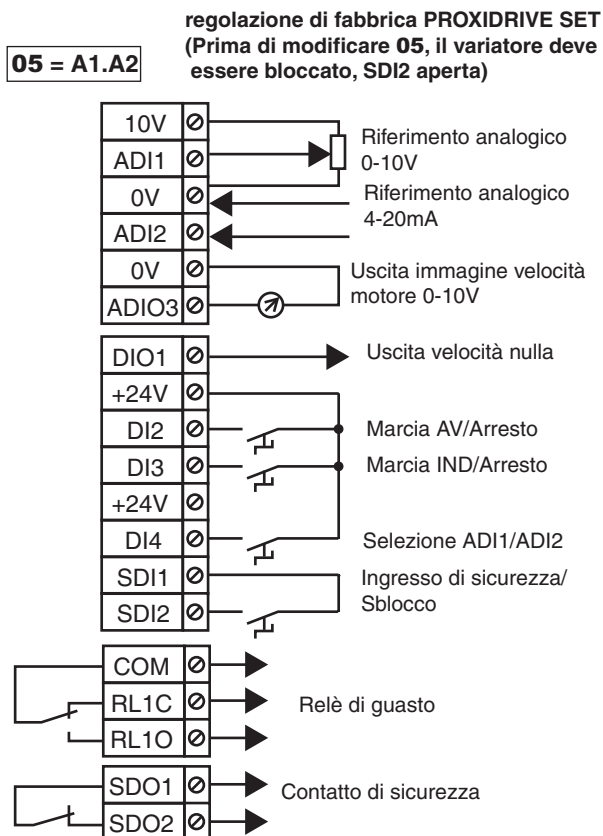 regolazione di fabbrica PROXIDRIVE SET
(Prima di modificare 05, il variatore deve
essere bloccato, SDI2 aperta)
05 = A1.A2
10V
ADI1
0V
ADI2
0V
ADIO3
Riferimento analogico
0-10V
Riferimento analogico
4-20mA
Uscita immagine velocità
motore 0-10V
DIO1
+24V
DI2
DI3
+24V
DI4
SDI1
SDI2
Uscita velocità nulla
Marcia AV/Arresto
Marcia IND/Arresto
Selezione ADI1/ADI2
Ingresso di sicurezza/
Sblocco
COM
RL1C
RL1O
Relè di guasto
SDO1
SDO2
Contatto di sicurezza